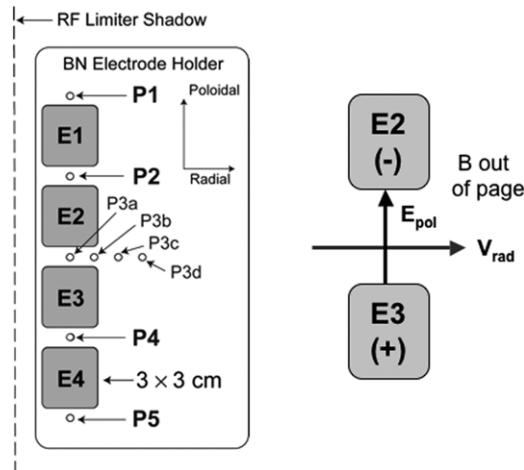 RF Limiter Shadow
BN Electrode Holder
P1
Poloidal
E1
Radial
P2
P3a
E2
P3b
P3c
P3d
E3
P4
E4
3 × 3 cm
P5
E2
(-)
B out
of page
E_pol
V_rad
E3
(+)